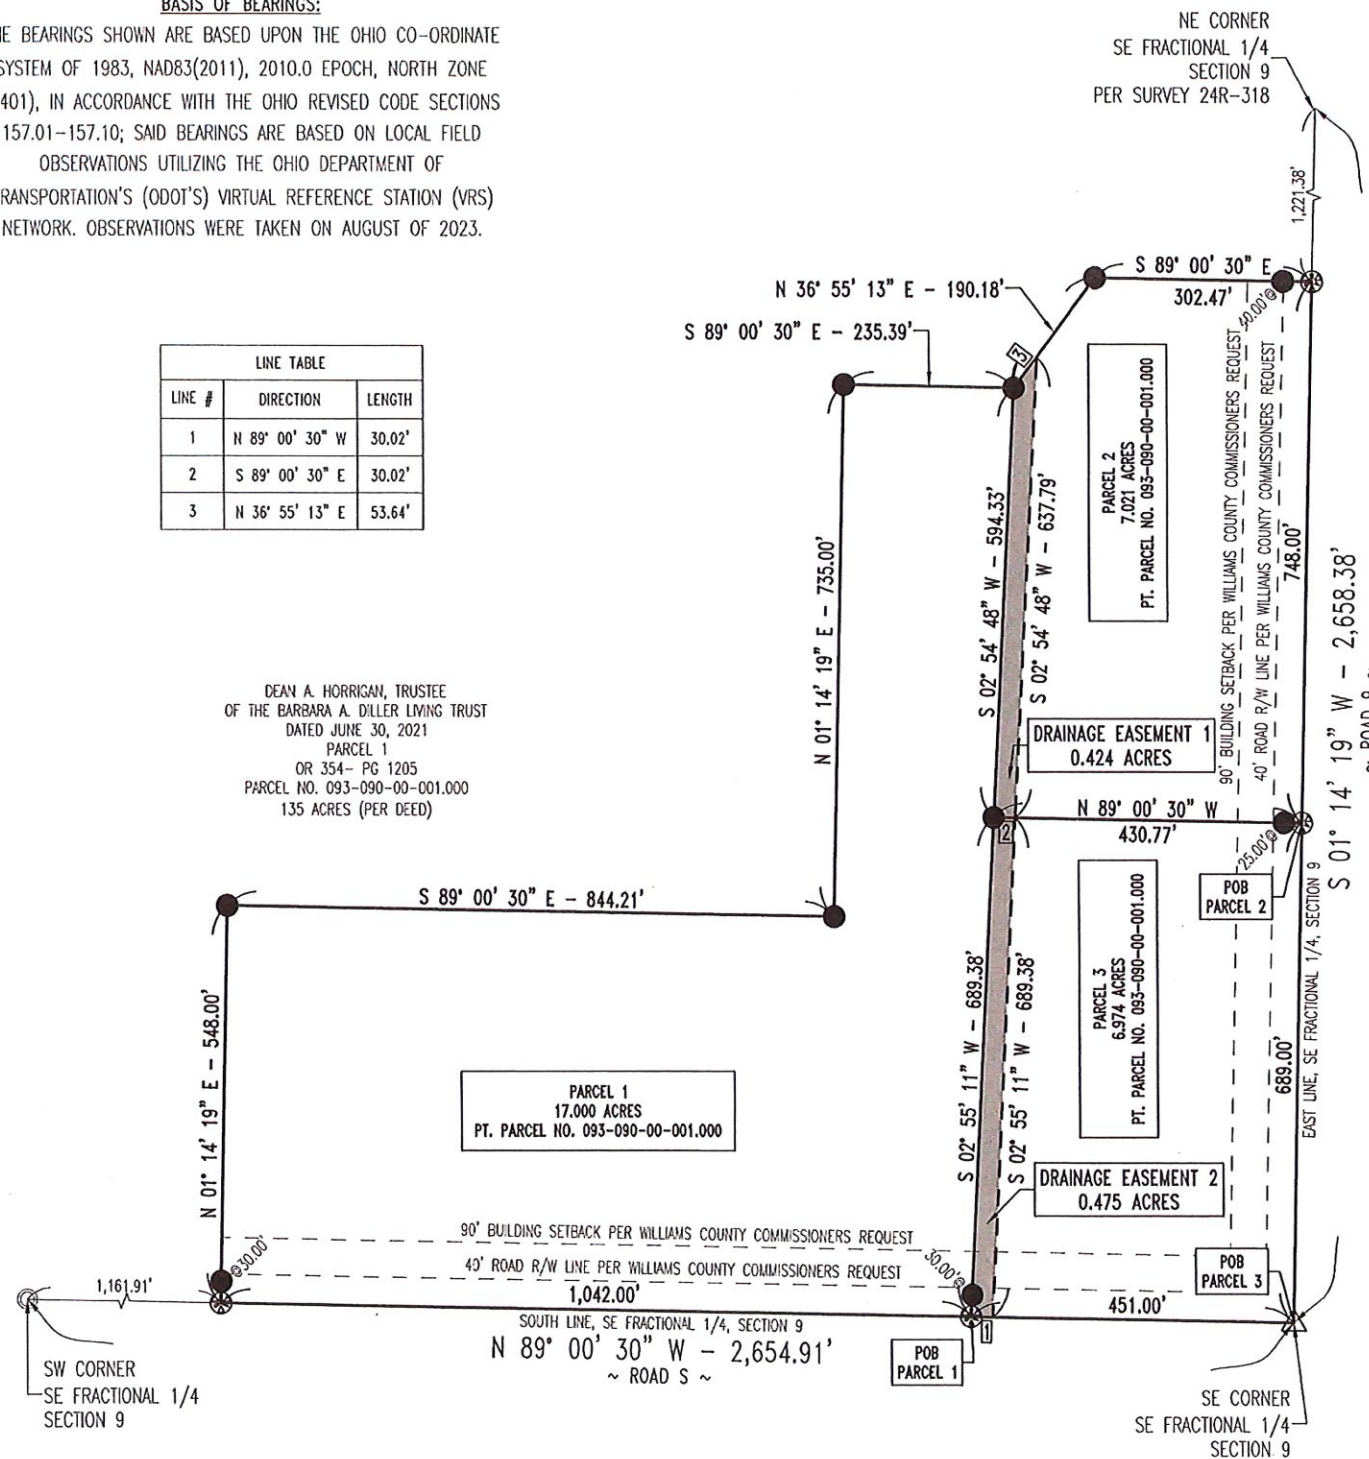 BASIS OF BEARINGS:
E BEARINGS SHOWN ARE BASED UPON THE OHIO CO-ORDINATE
SYSTEM OF 1983, NAD83(2011), 2010.0 EPOCH, NORTH ZONE
401), IN ACCORDANCE WITH THE OHIO REVISED CODE SECTIONS
157.01-157.10; SAID BEARINGS ARE BASED ON LOCAL FIELD
OBSERVATIONS UTILIZING THE OHIO DEPARTMENT OF
RANSPORTATION'S (ODOT'S) VIRTUAL REFERENCE STATION (VRS)
NETWORK. OBSERVATIONS WERE TAKEN ON AUGUST OF 2023.
NE CORNER
SE FRACTIONAL 1/4
SECTION 9
PER SURVEY 24R-318
1,221.38'
S 89° 00' 30" E
302.47'
N 36° 55' 13" E - 190.18'
S 89° 00' 30" E - 235.39'
40.00'@
3
LINE TABLE
LINE # DIRECTION LENGTH
1 N 89° 00' 30" W 30.02'
2 S 89° 00' 30" E 30.02'
3 N 36° 55' 13" E 53.64'
PARCEL 2
7.021 ACRES
PT. PARCEL NO. 093-090-00-001.000
90' BUILDING SETBACK PER WILLIAMS COUNTY COMMISSIONERS REQUEST
40' ROAD R/W LINE PER WILLIAMS COUNTY COMMISSIONERS REQUEST
748.00'
S 01° 14' 19" W - 2,658.38'
ROAD 9
N 01° 14' 19" E - 735.00'
S 02° 54' 48" W - 594.33'
S 02° 54' 48" W - 637.79'
DEAN A. HORRIGAN, TRUSTEE
OF THE BARBARA A. DILLER LIVING TRUST
DATED JUNE 30, 2021
PARCEL 1
OR 354- PG 1205
PARCEL NO. 093-090-00-001.000
135 ACRES (PER DEED)
DRAINAGE EASEMENT 1
0.424 ACRES
N 89° 00' 30" W
430.77'
2
25.00'@
POB
PARCEL 2
S 89° 00' 30" E - 844.21'
N 01° 14' 19" E - 548.00'
S 02° 55' 11" W - 689.38'
S 02° 55' 11" W - 689.38'
PARCEL 3
6.974 ACRES
PT. PARCEL NO. 093-090-00-001.000
689.00'
EAST LINE, SE FRACTIONAL 1/4, SECTION 9
PARCEL 1
17.000 ACRES
PT. PARCEL NO. 093-090-00-001.000
DRAINAGE EASEMENT 2
0.475 ACRES
90' BUILDING SETBACK PER WILLIAMS COUNTY COMMISSIONERS REQUEST
40' ROAD R/W LINE PER WILLIAMS COUNTY COMMISSIONERS REQUEST
@30.00'
30.00'@
POB
PARCEL 3
1,161.91'
1,042.00'
451.00'
SOUTH LINE, SE FRACTIONAL 1/4, SECTION 9
1
N 89° 00' 30" W - 2,654.91'
~ ROAD S ~
POB
PARCEL 1
SW CORNER
SE FRACTIONAL 1/4
SECTION 9
SE CORNER
SE FRACTIONAL 1/4
SECTION 9